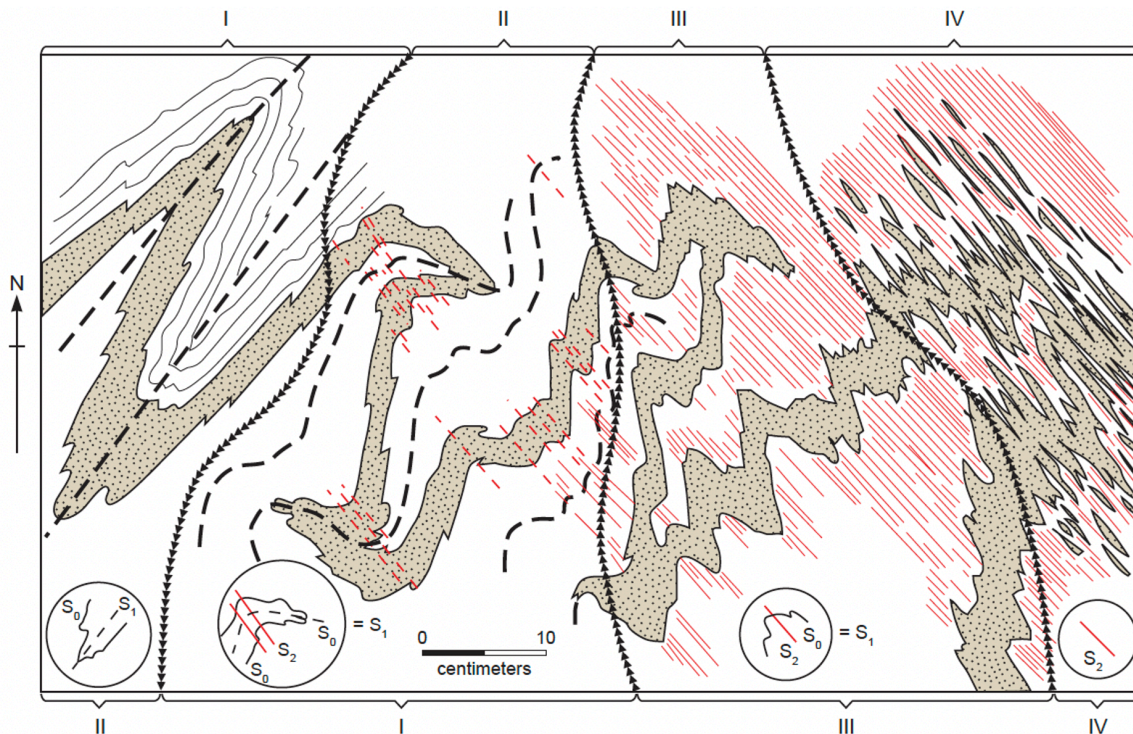 I II III IV
N
S₀ S₁
S₀ = S₁
S₂
S₀
0 10
centimeters
S₀ = S₁
S₂
S₂
II I III IV